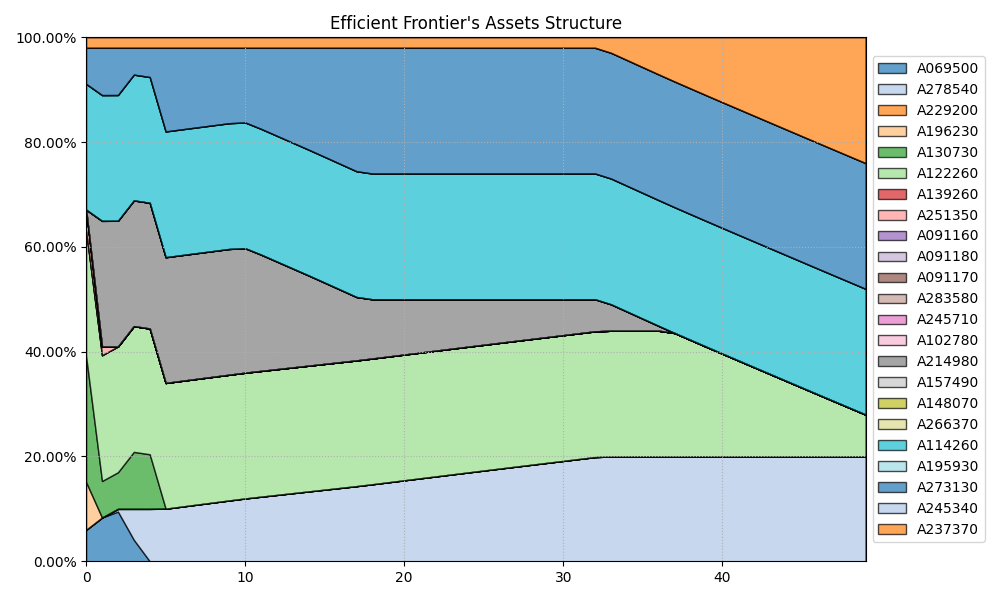 Efficient Frontier's Assets Structure
100.00%
80.00%
60.00%
40.00%
20.00%
0.00%
0
10
20
30
40
A069500
A278540
A229200
A196230
A130730
A122260
A139260
A251350
A091160
A091180
A091170
A283580
A245710
A102780
A214980
A157490
A148070
A266370
A114260
A195930
A273130
A245340
A237370